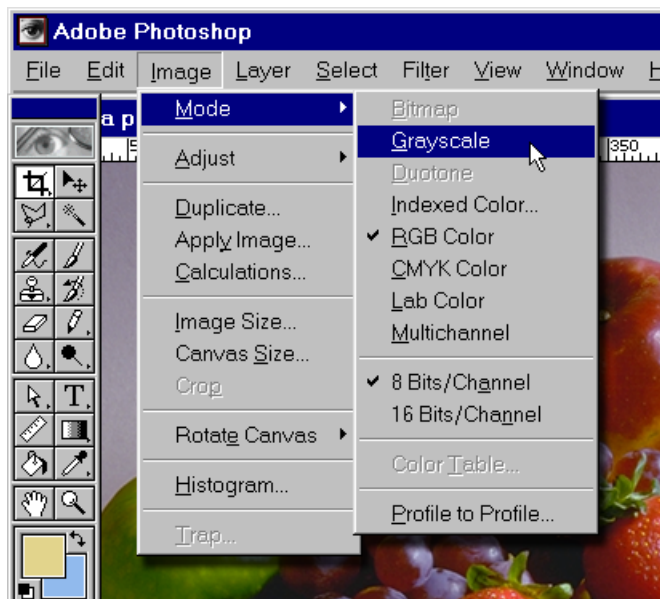 Adobe Photoshop
File Edit Image Layer Select Filter View Window H
a p
Mode
Adjust
Duplicate...
Apply Image...
Calculations...
Image Size...
Canvas Size...
Crop
Rotate Canvas
Histogram...
Trap...
Bitmap
Grayscale
Duotone
Indexed Color...
RGB Color
CMYK Color
Lab Color
Multichannel
8 Bits/Channel
16 Bits/Channel
Color Table...
Profile to Profile...
5
350
T